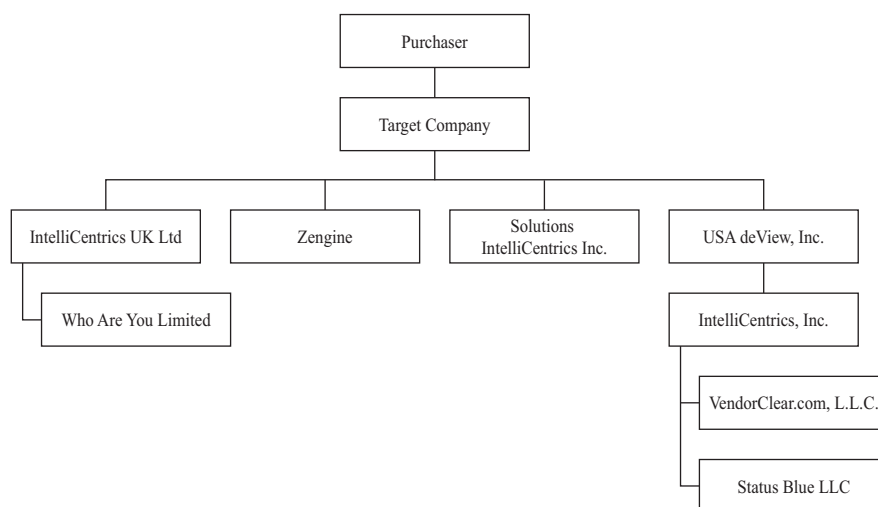 Purchaser
Target Company
IntelliCentrics UK Ltd
Zengine
Solutions
IntelliCentrics Inc.
USA deView, Inc.
Who Are You Limited
IntelliCentrics, Inc.
VendorClear.com, L.L.C.
Status Blue LLC